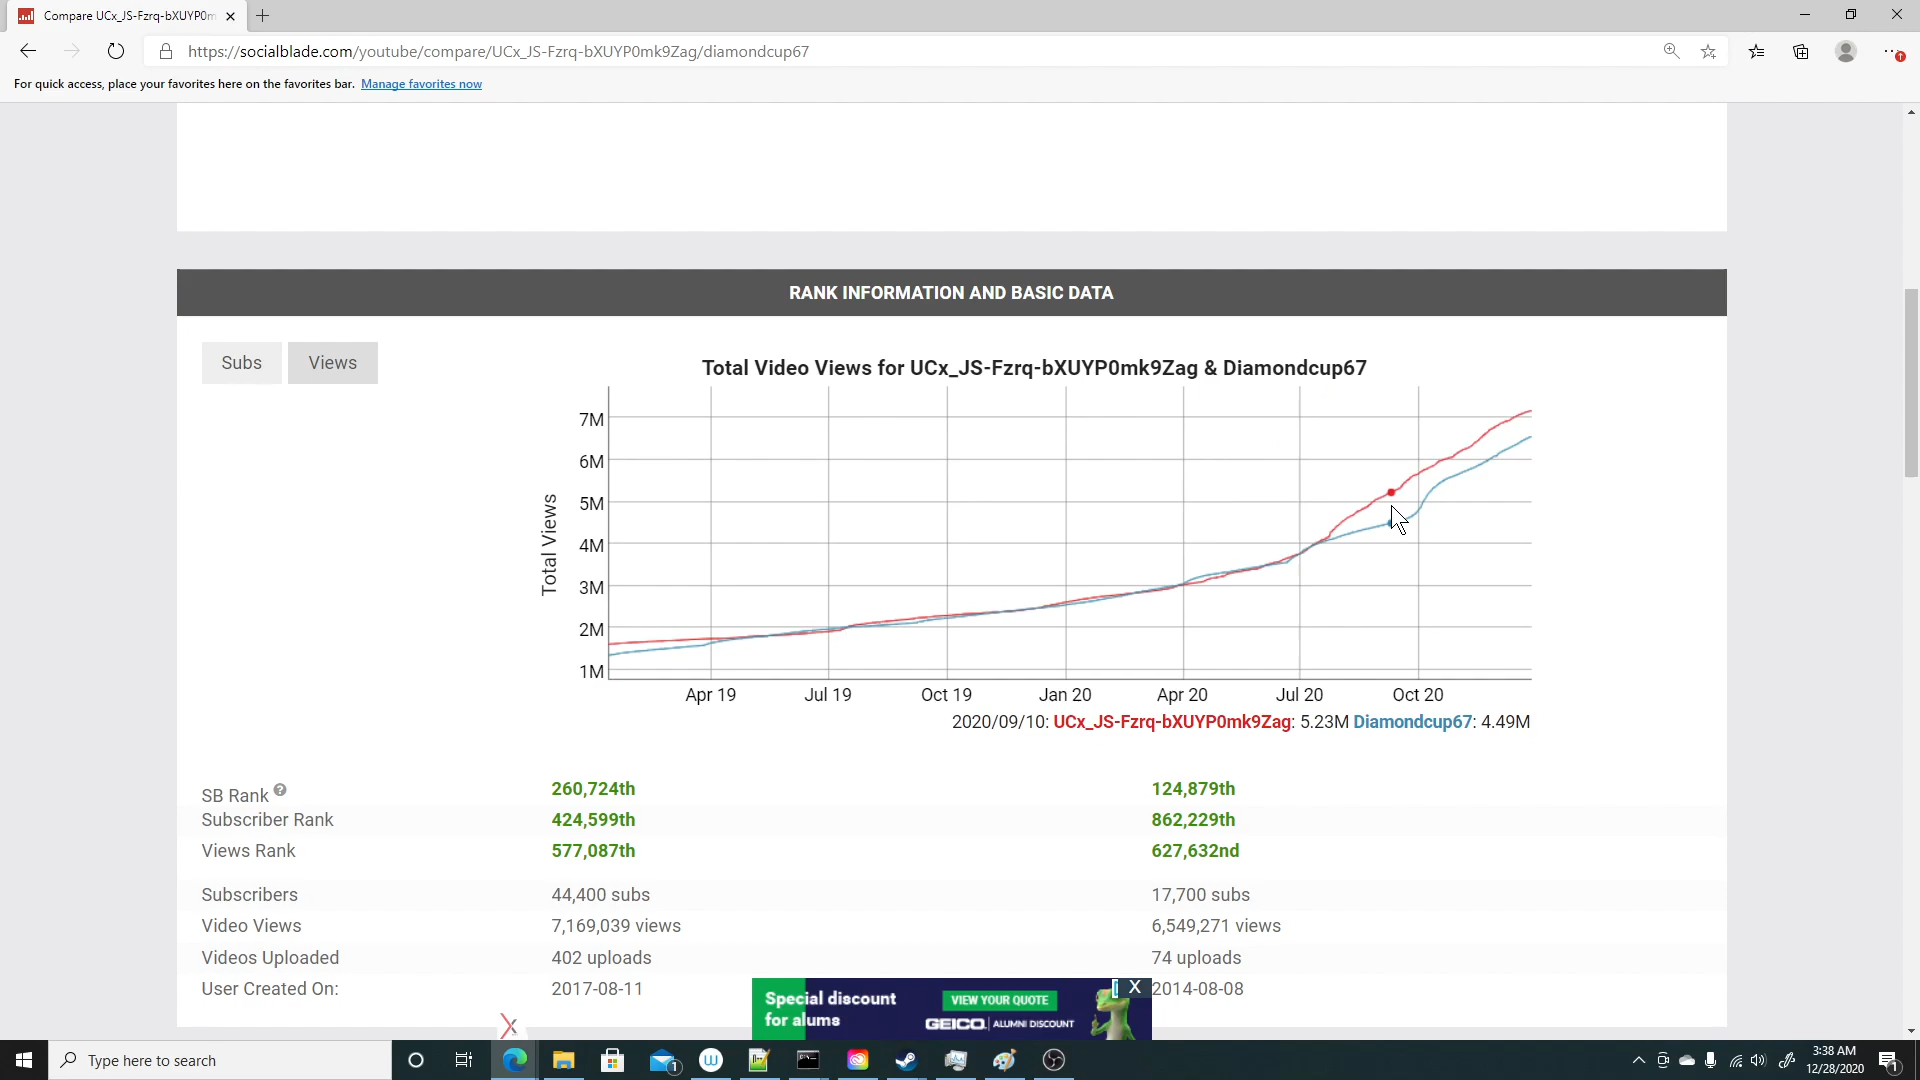 Compare UCx_JS-Fzrq-bXUYP0m
https://socialblade.com/youtube/compare/UCx_JS-Fzrq-bXUYP0mk9Zag/diamondcup67
For quick access, place your favorites here on the favorites bar. Manage favorites now
RANK INFORMATION AND BASIC DATA
Subs Views
Total Video Views for UCx_JS-Fzrq-bXUYP0mk9Zag & Diamondcup67
Total Views
7M
6M
5M
4M
3M
2M
1M
Apr 19 Jul 19 Oct 19 Jan 20 Apr 20 Jul 20 Oct 20
2020/09/10: UCx_JS-Fzrq-bXUYP0mk9Zag: 5.23M Diamondcup67: 4.49M
SB Rank ? 260,724th 124,879th
Subscriber Rank 424,599th 862,229th
Views Rank 577,087th 627,632nd
Subscribers 44,400 subs 17,700 subs
Video Views 7,169,039 views 6,549,271 views
Videos Uploaded 402 uploads 74 uploads
User Created On: 2017-08-11 2014-08-08
Special discount
for alums
VIEW YOUR QUOTE
GEICO. ALUMNI DISCOUNT
X
Type here to search
1
W
3:38 AM
12/28/2020
1